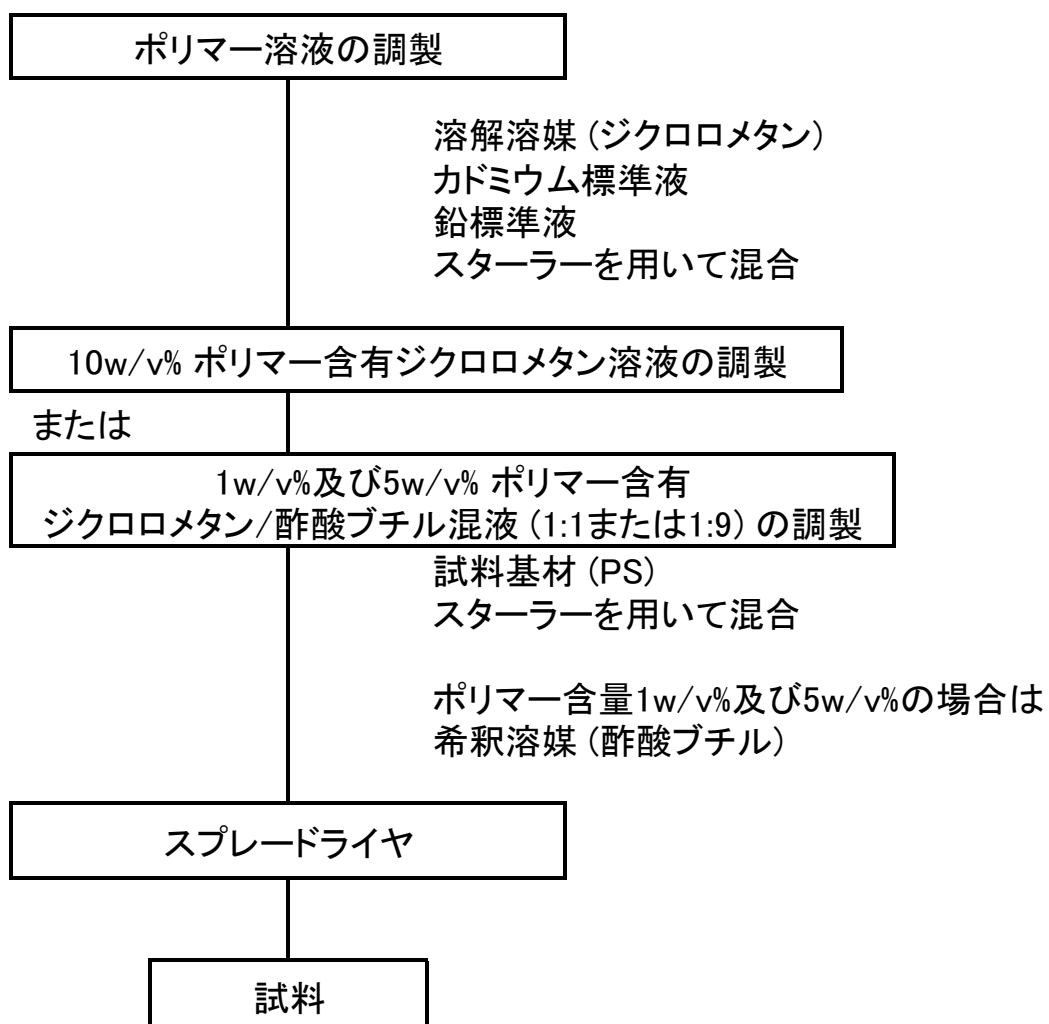 ポリマー溶液の調製
溶解溶媒 (ジクロロメタン)
カドミウム標準液
鉛標準液
スターラーを用いて混合
10w/v% ポリマー含有ジクロロメタン溶液の調製
または
1w/v%及び5w/v% ポリマー含有
ジクロロメタン/酢酸ブチル混液 (1:1または1:9) の調製
試料基材 (PS)
スターラーを用いて混合
ポリマー含量1w/v%及び5w/v%の場合は
希釈溶媒 (酢酸ブチル)
スプレードライヤ
試料